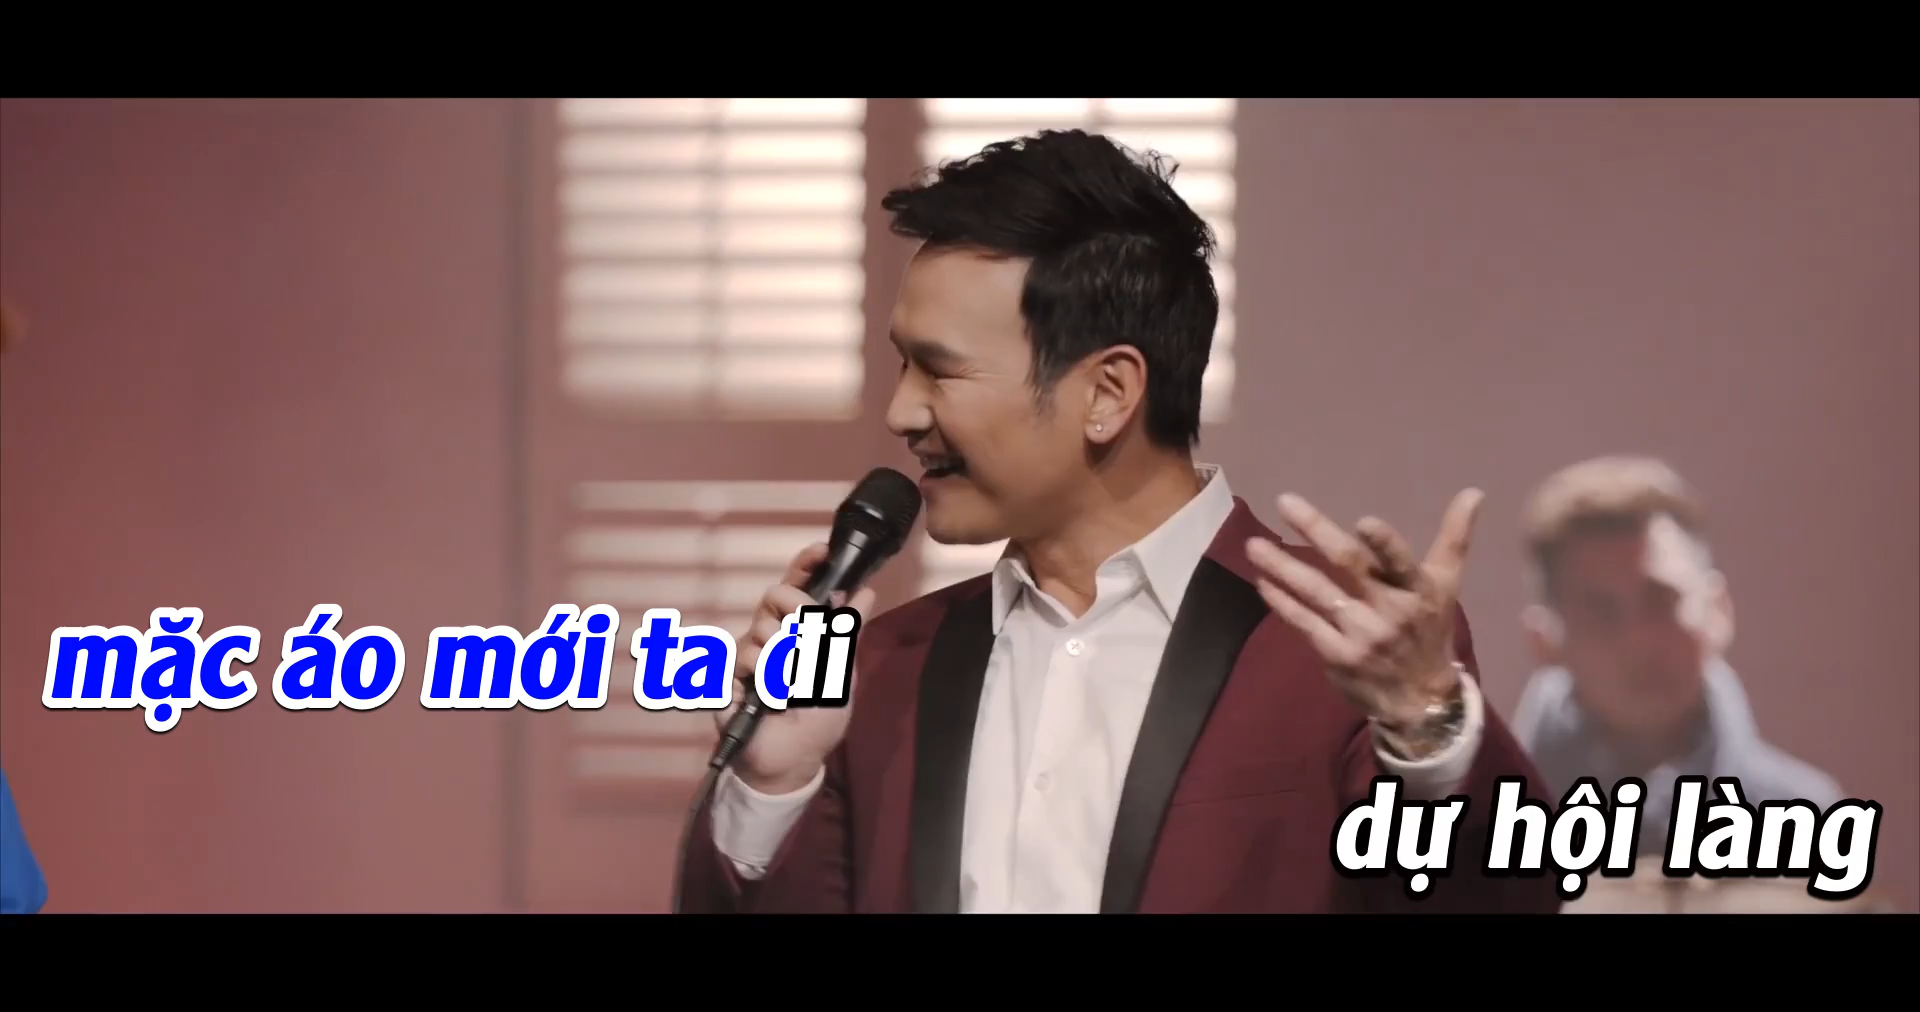 mặc áo mới ta đi
dự hội làng